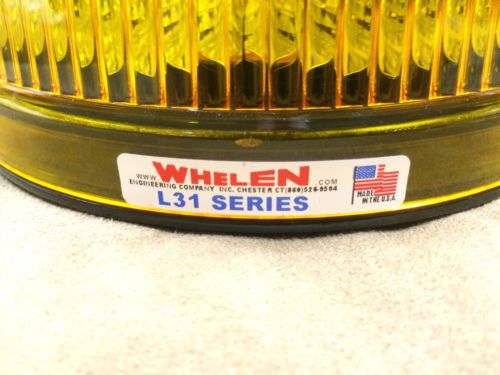 www.WHELEN.com
ENGINEERING COMPANY INC. CHESTER CT(860)526-9504
L31 SERIES
MADE
IN THE U.S.A.